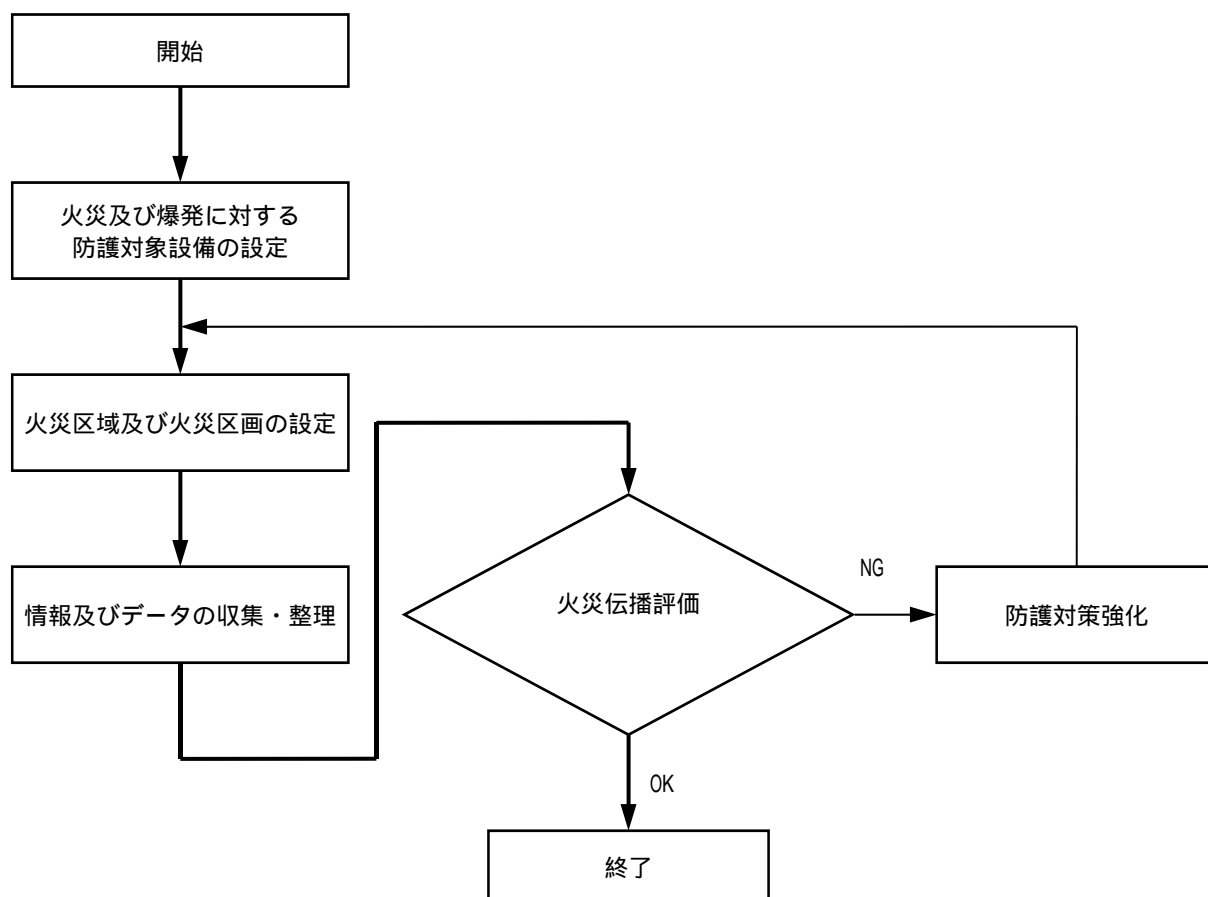 開始
火災及び爆発に対する
防護対象設備の設定
火災区域及び火災区画の設定
情報及びデータの収集・整理
火災伝播評価
NG
防護対策強化
OK
終了